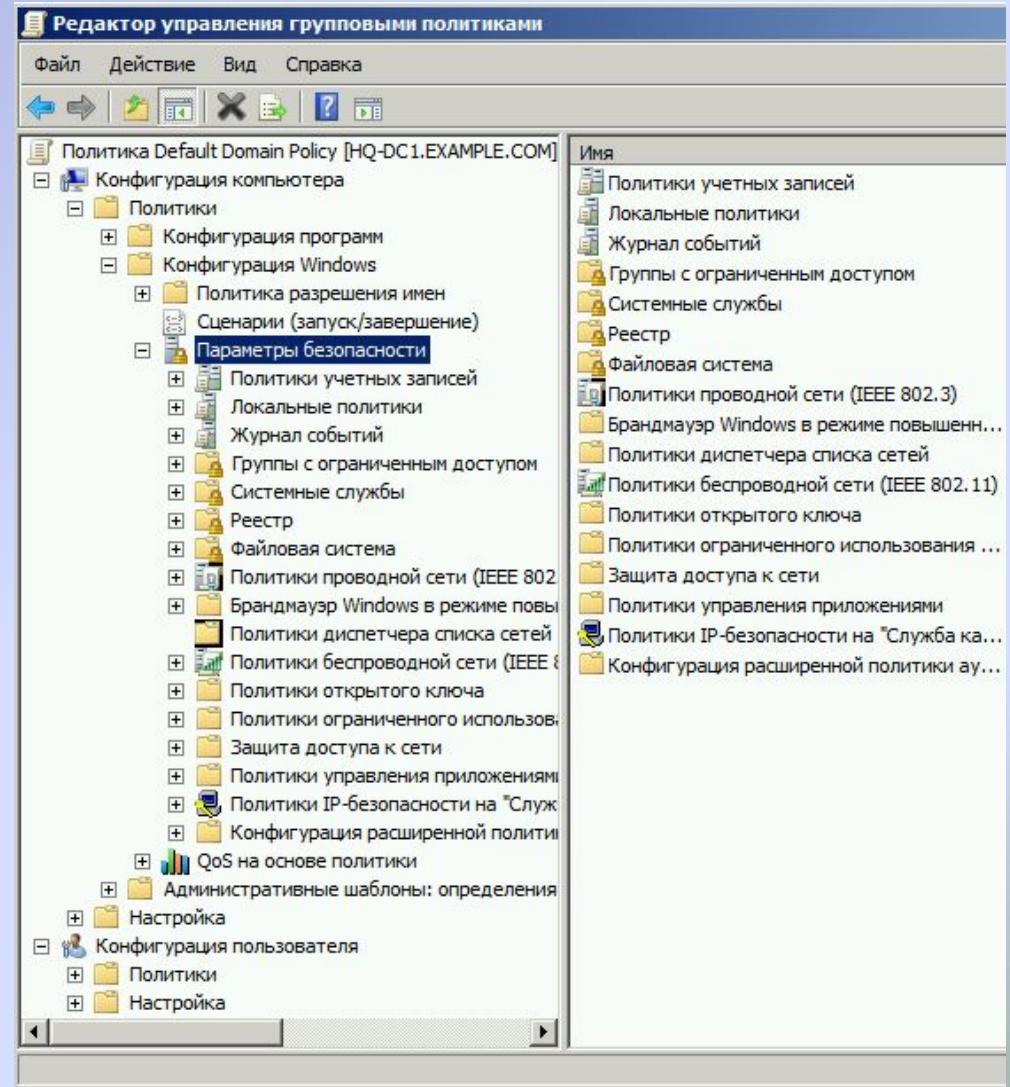 Редактор управления групповыми политиками
Файл Действие Вид Справка
Политика Default Domain Policy [HQ-DC1.EXAMPLE.COM]
Конфигурация компьютера
Политики
Конфигурация программ
Конфигурация Windows
Политика разрешения имен
Сценарии (запуск/завершение)
Параметры безопасности
Политики учетных записей
Локальные политики
Журнал событий
Группы с ограниченным доступом
Системные службы
Реестр
Файловая система
Политики проводной сети (IEEE 802
Брандмауэр Windows в режиме повы
Политики диспетчера списка сетей
Политики беспроводной сети (IEEE 8
Политики открытого ключа
Политики ограниченного использова
Защита доступа к сети
Политики управления приложениями
Политики IP-безопасности на "Служ
Конфигурация расширенной полити
QoS на основе политики
Административные шаблоны: определения
Настройка
Конфигурация пользователя
Политики
Настройка
Имя
Политики учетных записей
Локальные политики
Журнал событий
Группы с ограниченным доступом
Системные службы
Реестр
Файловая система
Политики проводной сети (IEEE 802.3)
Брандмауэр Windows в режиме повышенн...
Политики диспетчера списка сетей
Политики беспроводной сети (IEEE 802.11)
Политики открытого ключа
Политики ограниченного использования ...
Защита доступа к сети
Политики управления приложениями
Политики IP-безопасности на "Служба ка...
Конфигурация расширенной политики ау...